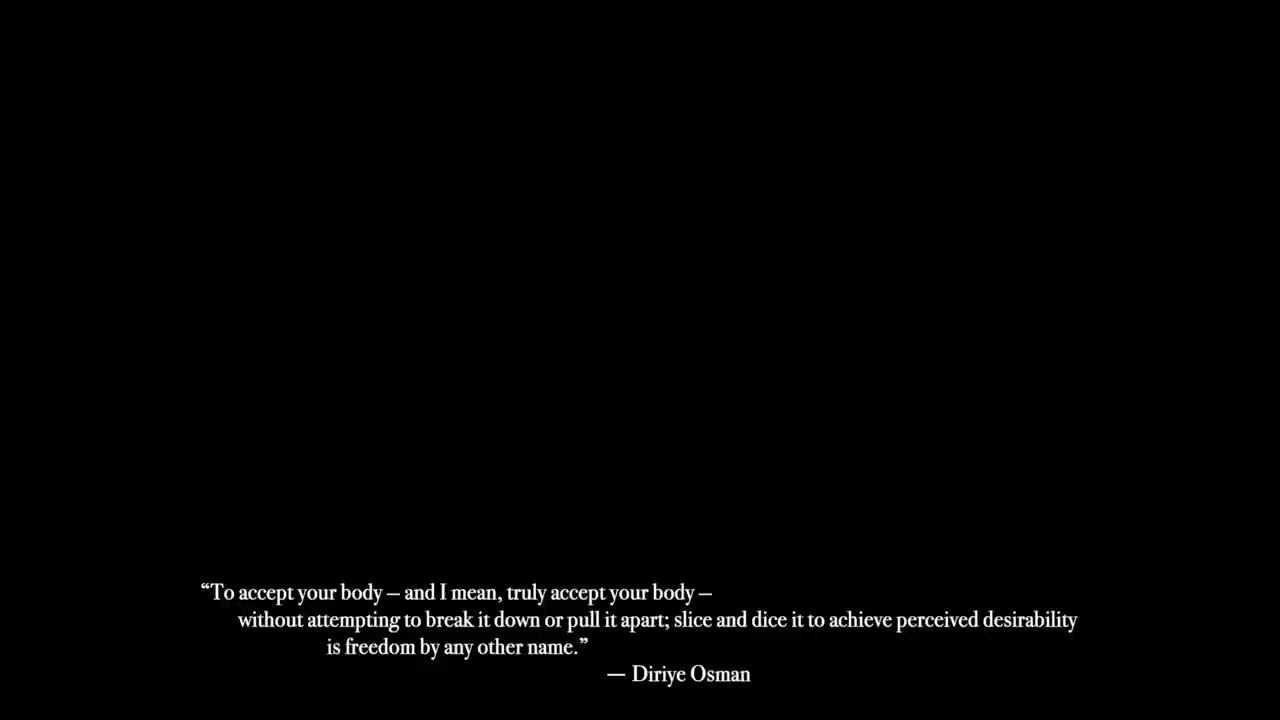 “To accept your body – and I mean, truly accept your body –
without attempting to break it down or pull it apart; slice and dice it to achieve perceived desirability
is freedom by any other name.”
— Diriye Osman